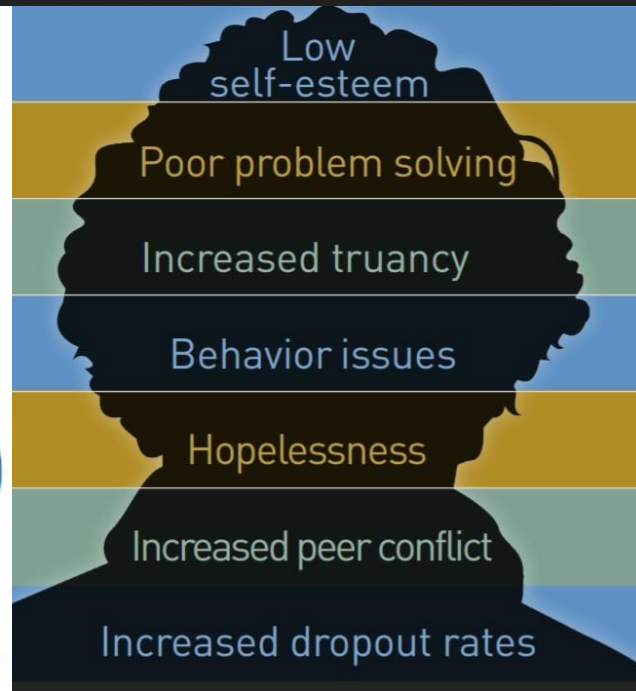 Low
self-esteem
Poor problem solving
Increased truancy
Behavior issues
Hopelessness
Increased peer conflict
Increased dropout rates